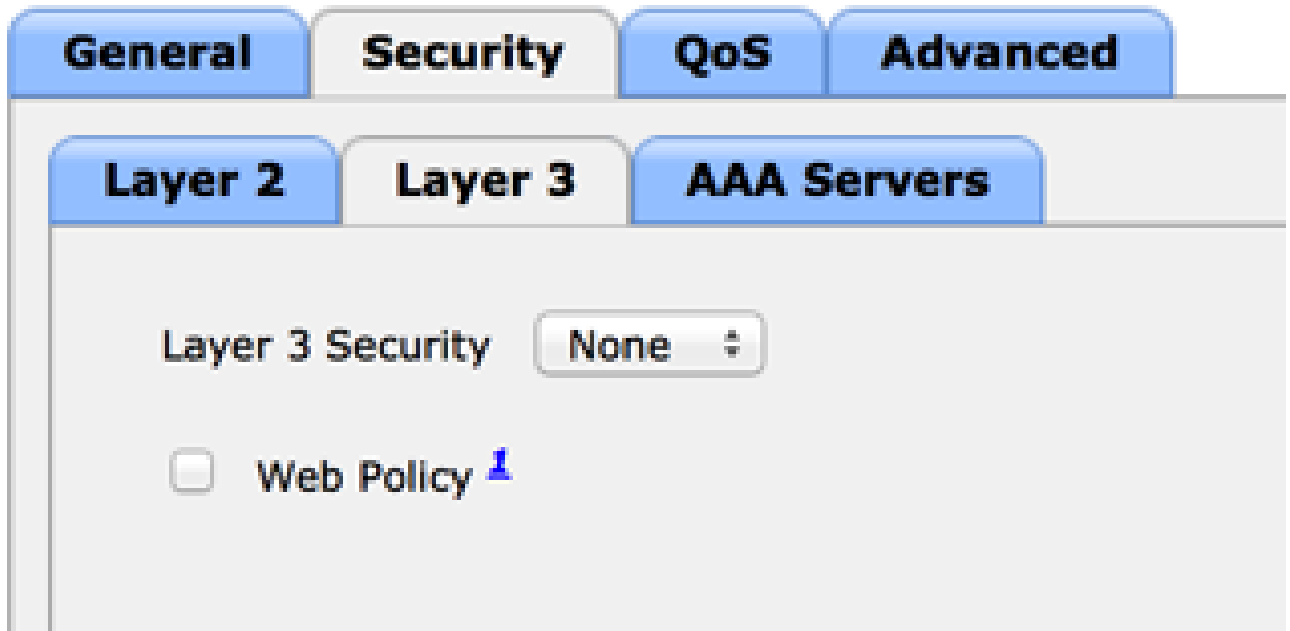 General Security QoS Advanced
Layer 2 Layer 3 AAA Servers
Layer 3 Security None
Web Policy 1